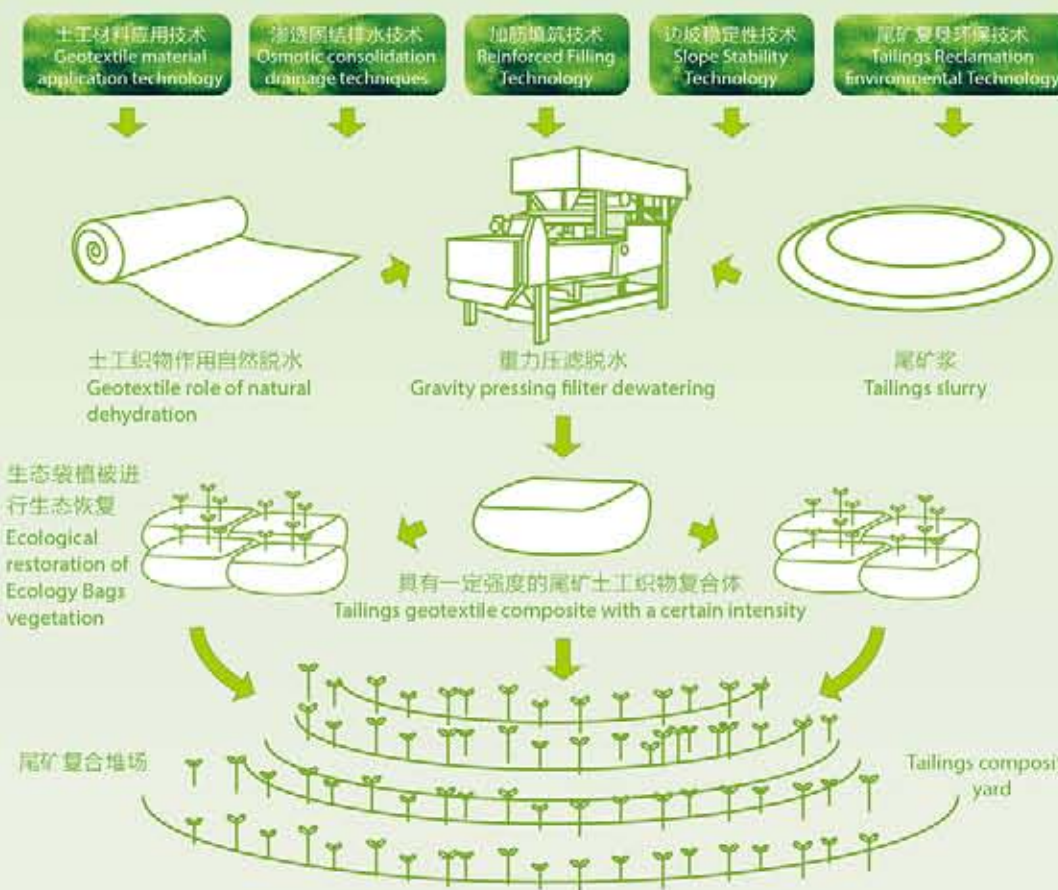 土工材料应用技术
Geotextile material
application technology
渗透固结排水技术
Osmotic consolidation
drainage techniques
加筋填筑技术
Reinforced Filling
Technology
边坡稳定性技术
Slope Stability
Technology
尾矿复垦环保技术
Tailings Reclamation
Environmental Technology
土工织物作用自然脱水
Geotextile role of natural
dehydration
重力压滤脱水
Gravity pressing filiter dewatering
尾矿浆
Tailings slurry
生态袋植被进
行生态恢复
Ecological
restoration of
Ecology Bags
vegetation
具有一定强度的尾矿土工织物复合体
Tailings geotextile composite with a certain intensity
尾矿复合堆场
Tailings composit
yard